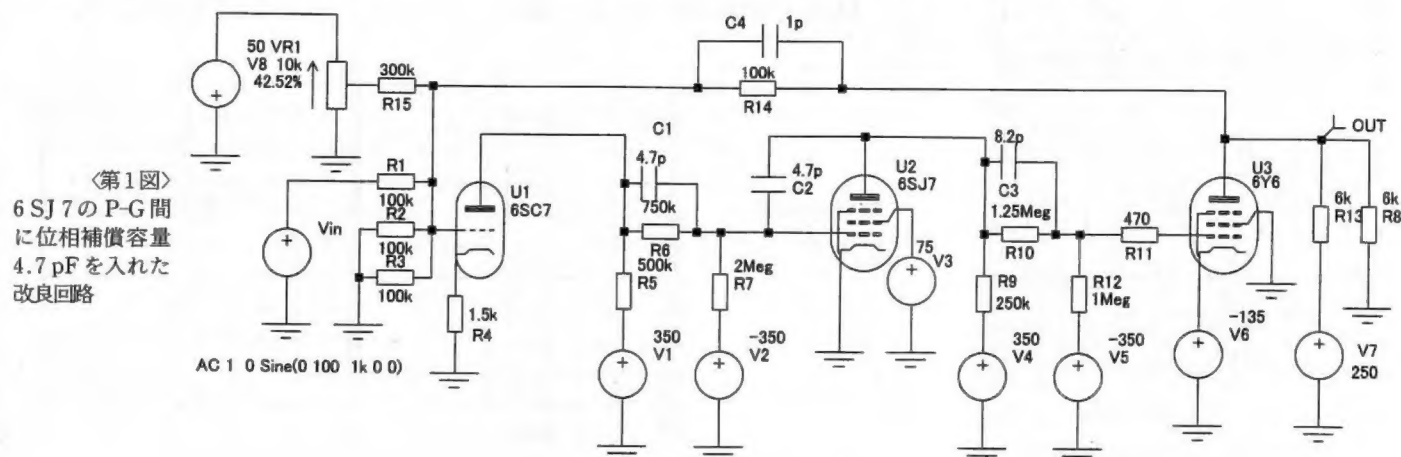 〈第1図〉
6 SJ 7のP-G間
に位相補償容量
4.7 pFを入れた
改良回路
50 VR1
V8 10k
42.52%
300k
R15
C4
1p
100k
R14
R1
100k
R2
100k
R3
100k
Vin
AC 1 0 Sine(0 100 1k 0 0)
U1
6SC7
1.5k
R4
C1
4.7p
750k
R6
500k
R5
2Meg
R7
350
V1
-350
V2
4.7p
C2
U2
6SJ7
75
V3
8.2p
C3
1.25Meg
R10
R9
250k
R12
1Meg
470
R11
350
V4
-350
V5
U3
6Y6
-135
V6
OUT
6k
R13
6k
R8
V7
250